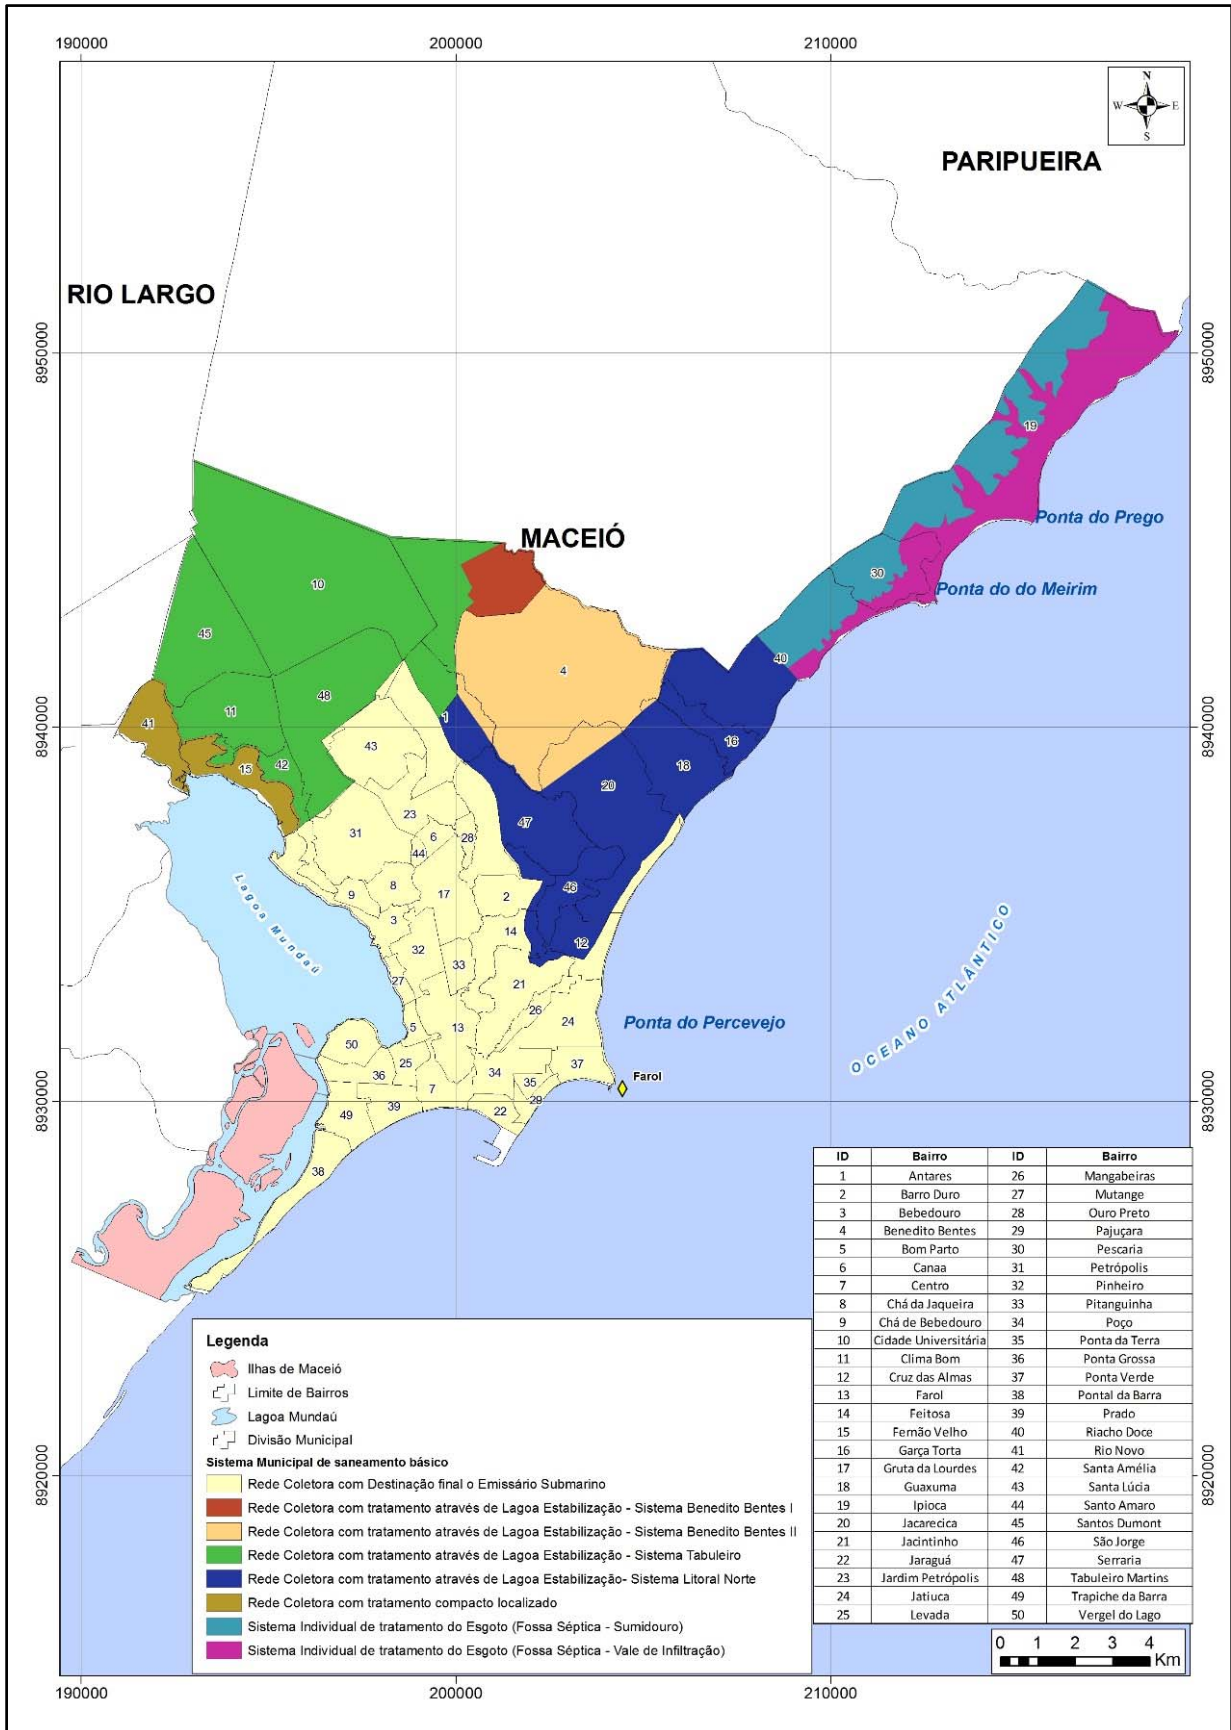 190000
200000
210000
N
W
E
S
PARIPUEIRA
RIO LARGO
8950000
8950000
19
Ponta do Prego
MACEIÓ
30
Ponta do do Meirim
10
45
4
40
48
11
1
16
8940000
8940000
41
43
18
15
42
20
23
47
31
6
28
44
46
8
9
17
2
3
14
12
32
Lagoa Mundaú
33
27
21
26
OCEANO ATLÂNTICO
5
13
24
Ponta do Percevejo
50
25
37
36
34
Farol
7
35
8930000
8930000
29
39
49
22
38
ID Bairro ID Bairro
1 Antares 26 Mangabeiras
2 Barro Duro 27 Mutange
3 Bebedouro 28 Ouro Preto
4 Benedito Bentes 29 Pajuçara
5 Bom Parto 30 Pescaria
6 Canaa 31 Petrópolis
7 Centro 32 Pinheiro
8 Chá da Jaqueira 33 Pitanguinha
9 Chá de Bebedouro 34 Poço
10 Cidade Universitária 35 Ponta da Terra
11 Clima Bom 36 Ponta Grossa
12 Cruz das Almas 37 Ponta Verde
13 Farol 38 Pontal da Barra
14 Feitosa 39 Prado
15 Fernão Velho 40 Riacho Doce
16 Garça Torta 41 Rio Novo
17 Gruta da Lourdes 42 Santa Amélia
18 Guaxuma 43 Santa Lúcia
19 Ipioca 44 Santo Amaro
20 Jacarecica 45 Santos Dumont
21 Jacintinho 46 São Jorge
22 Jaraguá 47 Serraria
23 Jardim Petrópolis 48 Tabuleiro Martins
24 Jatiuca 49 Trapiche da Barra
25 Levada 50 Vergel do Lago
Legenda
Ilhas de Maceió
Limite de Bairros
Lagoa Mundaú
Divisão Municipal
Sistema Municipal de saneamento básico
Rede Coletora com Destinação final o Emissário Submarino
Rede Coletora com tratamento através de Lagoa Estabilização - Sistema Benedito Bentes I
Rede Coletora com tratamento através de Lagoa Estabilização - Sistema Benedito Bentes II
Rede Coletora com tratamento através de Lagoa Estabilização - Sistema Tabuleiro
Rede Coletora com tratamento através de Lagoa Estabilização- Sistema Litoral Norte
Rede Coletora com tratamento compacto localizado
Sistema Individual de tratamento do Esgoto (Fossa Séptica - Sumidouro)
Sistema Individual de tratamento do Esgoto (Fossa Séptica - Vale de Infiltração)
8920000
8920000
0 1 2 3 4
Km
190000
200000
210000